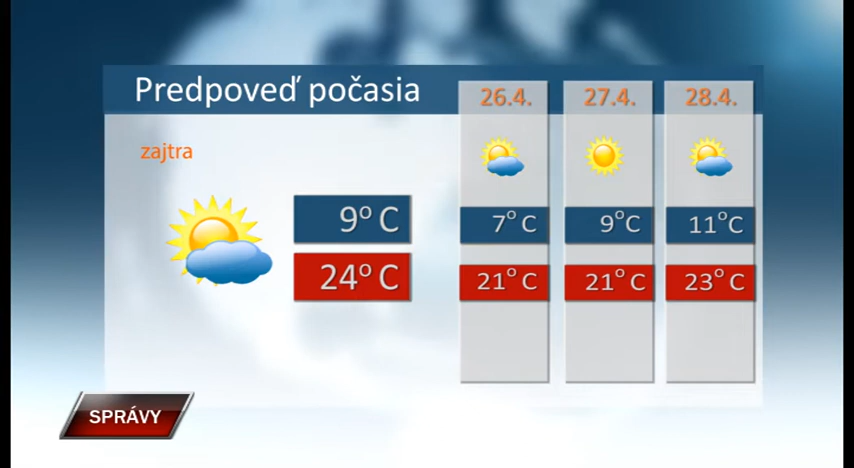 Predpoveď počasia
zajtra
9° C
24° C
26.4.
7° C
21° C
27.4.
9°C
21° C
28.4.
11°C
23° C
SPRÁVY